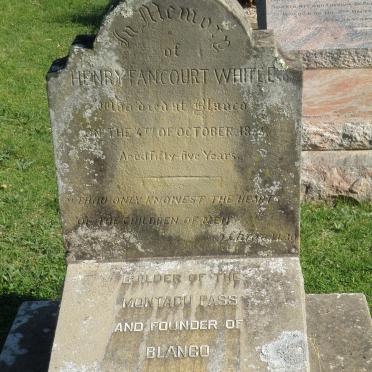 In Memory
of
HENRY FANCOURT WHITE
Who died at Blanco
ON THE 4TH OF OCTOBER
Aged fifty-five Years.
THOU ONLY KNOWEST THE HEARTS
OF THE CHILDREN OF MEN
BUILDER OF THE
MONTAGU PASS
AND FOUNDER OF
BLANCO